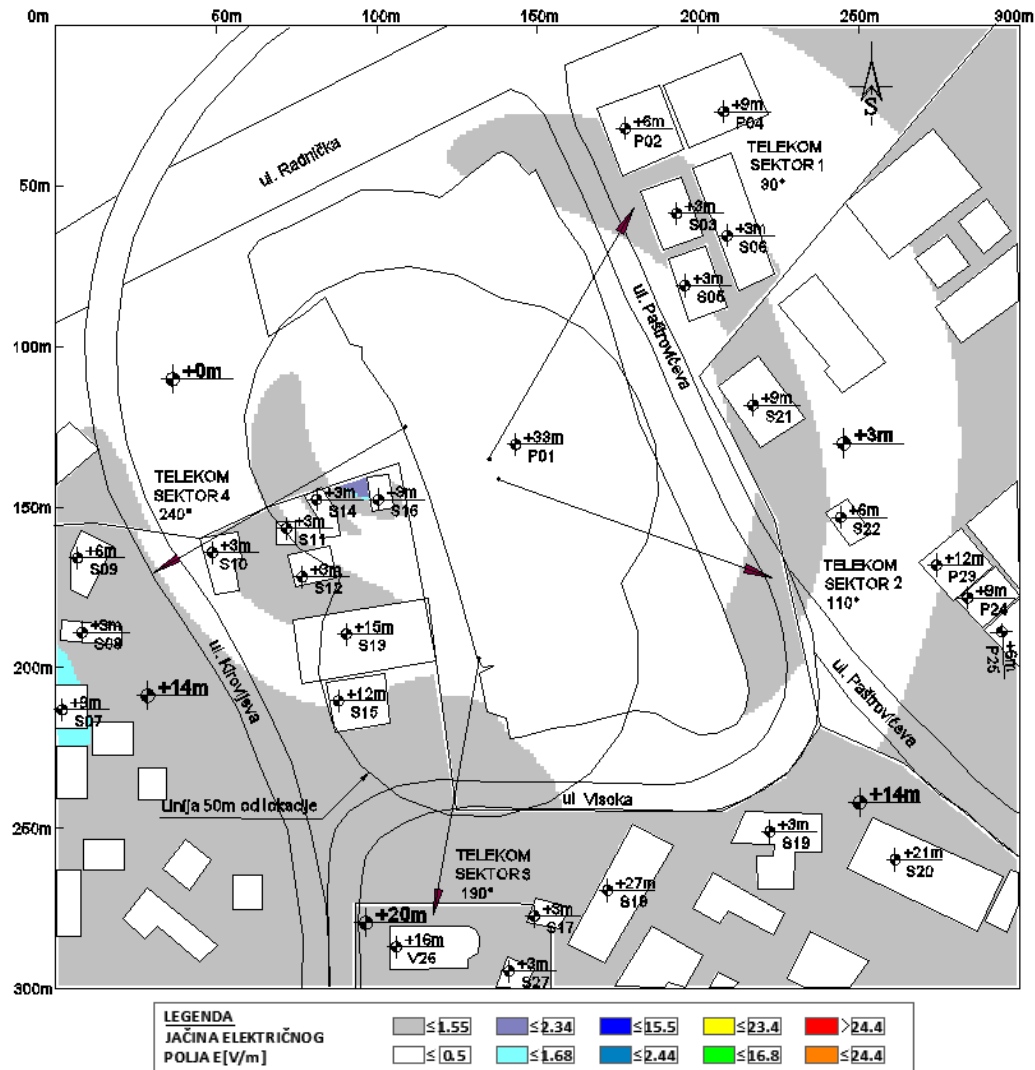 0m
50m
100m
150m
200m
250m
300m
S
+9m
P04
+6m
P02
TELEKOM
SEKTOR 1
30°
ul. Radnička
50m
+3m
S03
+3m
S06
+3m
S05
ul. Paštrovićeva
100m
+0m
+9m
S21
+33m
P01
+3m
TELEKOM
SEKTOR 4
240°
150m
+3m
S14
+3m
S16
+3m
S11
+6m
S22
+3m
S10
+6m
S09
+3m
S12
TELEKOM
SEKTOR 2
110°
+12m
P23
+9m
P24
+6m
P25
+3m
S08
+15m
S13
ul. Kirovljeva
200m
+14m
+12m
S15
+3m
S07
ul. Paštrovićeva
Linija 50m od lokacije
ul Visoka
+14m
250m
+3m
S19
TELEKOM
SEKTOR 3
190°
+21m
S20
+27m
S18
+20m
+3m
S17
+16m
V26
+3m
S27
300m
LEGENDA
JAČINA ELEKTRIČNOG
POLJA E[V/m]
≤1.55 ≤2.34 ≤15.5 ≤23.4 >24.4
≤ 0.5 ≤1.68 ≤2.44 ≤16.8 ≤24.4